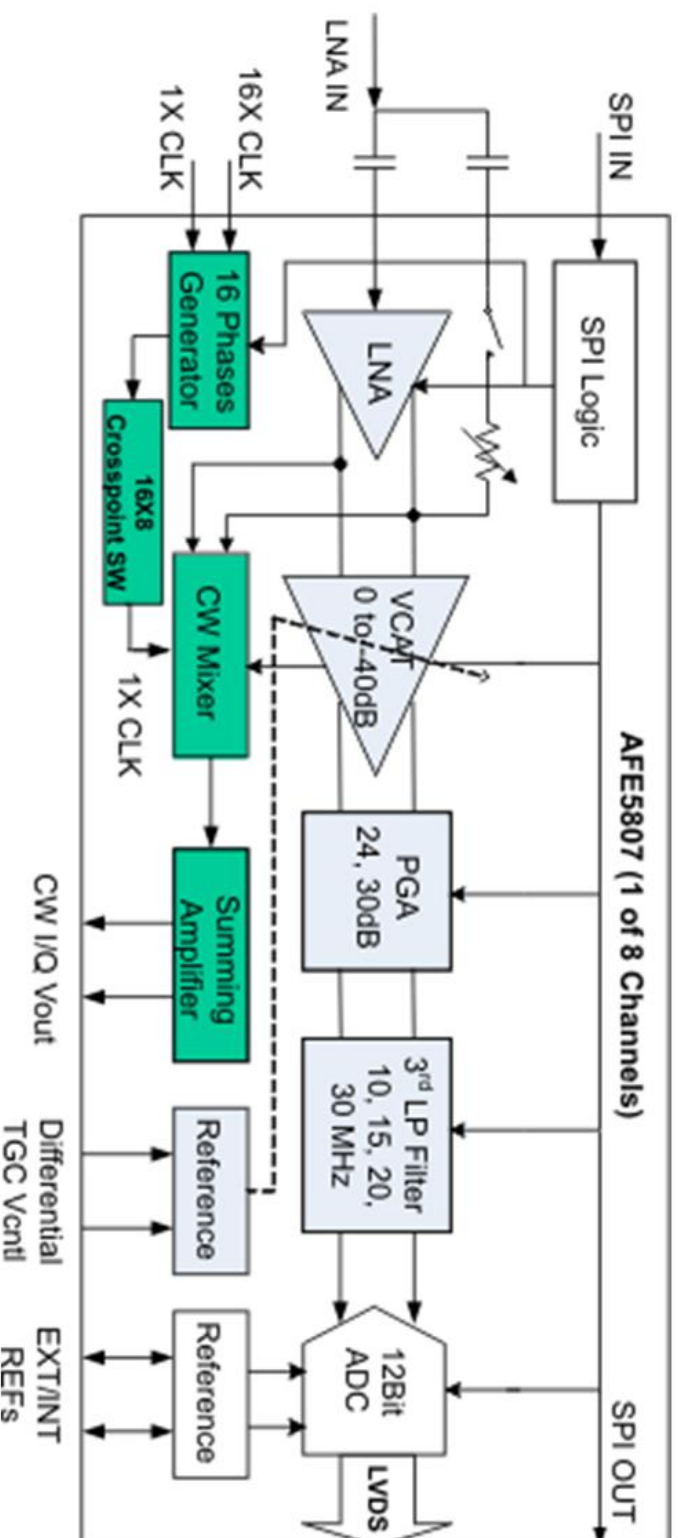 SPI IN
SPI Logic
AFE5807 (1 of 8 Channels)
SPI OUT
LNA IN
LNA
VCAT
0 to -40dB
PGA
24, 30dB
3rd LP Filter
10, 15, 20,
30 MHz
12Bit
ADC
LVDS
16X CLK
1X CLK
16 Phases
Generator
CW Mixer
Summing
Amplifier
Reference
Reference
16X8
Crosspoint SW
1X CLK
CW I/Q Vout
Differential
TGC Vcntl
EXT/INT
REFs